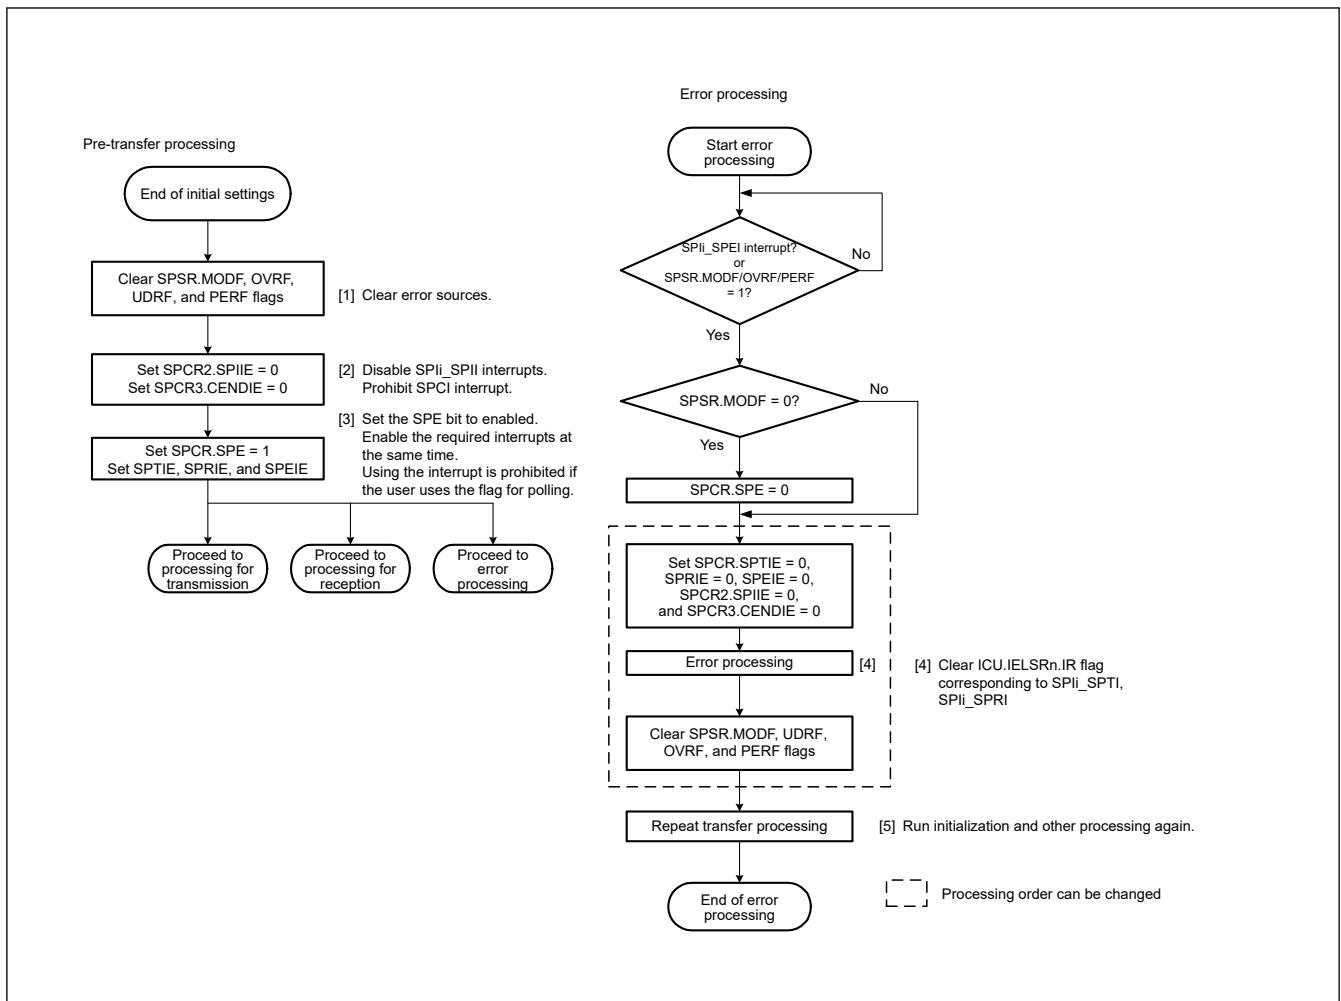 Pre-transfer processing
End of initial settings
Clear SPSR.MODF, OVRF,
UDRF, and PERF flags
[1] Clear error sources.
Set SPCR2.SPIIE = 0
Set SPCR3.CENDIE = 0
[2] Disable SPIi_SPII interrupts.
Prohibit SPCI interrupt.
Set SPCR.SPE = 1
Set SPTIE, SPRIE, and SPEIE
[3] Set the SPE bit to enabled.
Enable the required interrupts at
the same time.
Using the interrupt is prohibited if
the user uses the flag for polling.
Proceed to
processing for
transmission
Proceed to
processing for
reception
Proceed to
error
processing
Error processing
Start error
processing
SPIi_SPEI interrupt?
or
SPSR.MODF/OVRF/PERF
= 1?
No
Yes
SPSR.MODF = 0?
No
Yes
SPCR.SPE = 0
Set SPCR.SPTIE = 0,
SPRIE = 0, SPEIE = 0,
SPCR2.SPIIE = 0,
and SPCR3.CENDIE = 0
Error processing
[4]
[4] Clear ICU.IELSRn.IR flag
corresponding to SPIi_SPTI,
SPIi_SPRI
Clear SPSR.MODF, UDRF,
OVRF, and PERF flags
Repeat transfer processing
[5] Run initialization and other processing again.
End of error
processing
Processing order can be changed